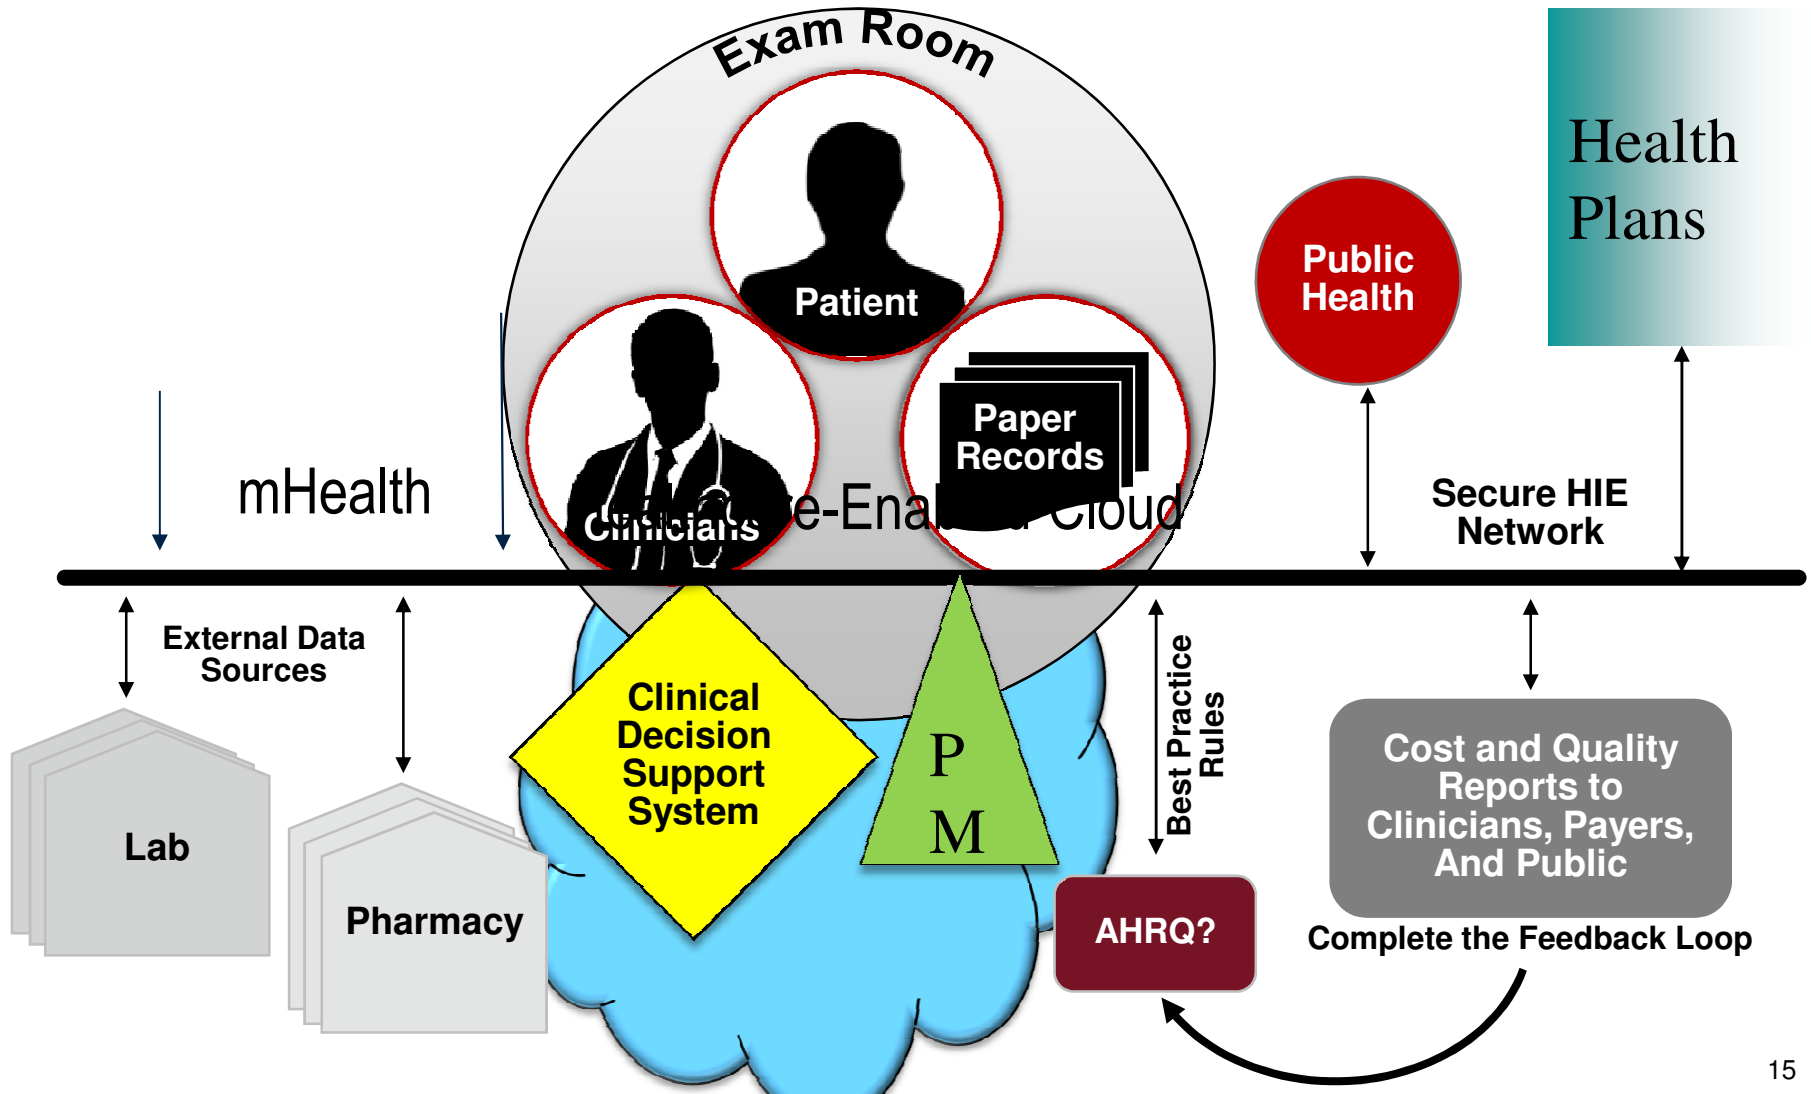 Exam Room
Health
Plans
Public
Health
Patient
Paper
Records
mHealth
e-Enabled Cloud
Clinicians
Secure HIE
Network
External Data
Sources
Clinical
Decision
Support
System
P
M
Best Practice
Rules
Cost and Quality
Reports to
Clinicians, Payers,
And Public
Lab
Pharmacy
AHRQ?
Complete the Feedback Loop
15